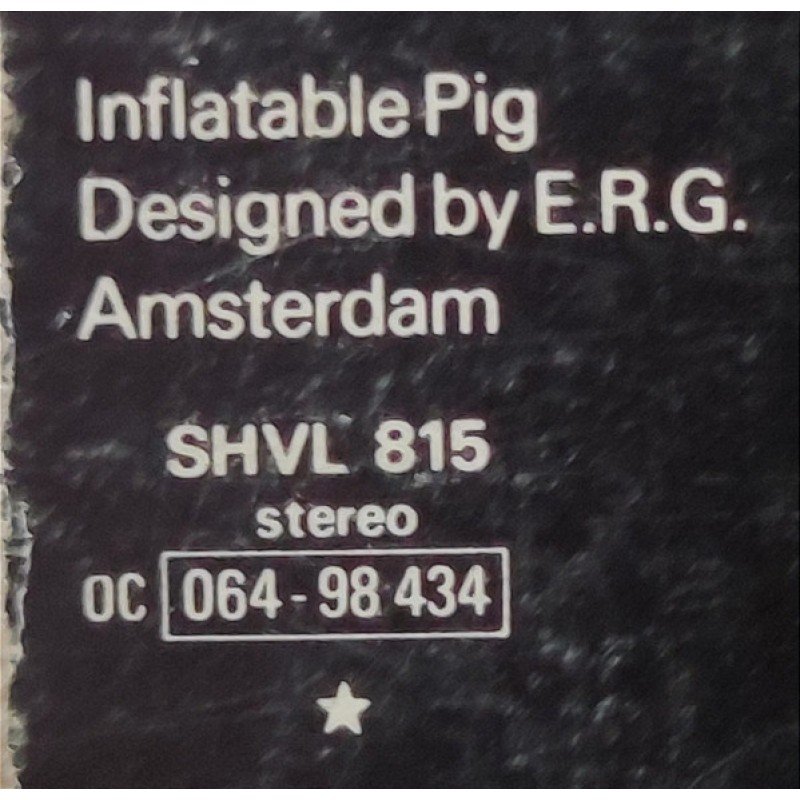 Inflatable Pig
Designed by E.R.G.
Amsterdam
SHVL 815
stereo
OC 064-98 434